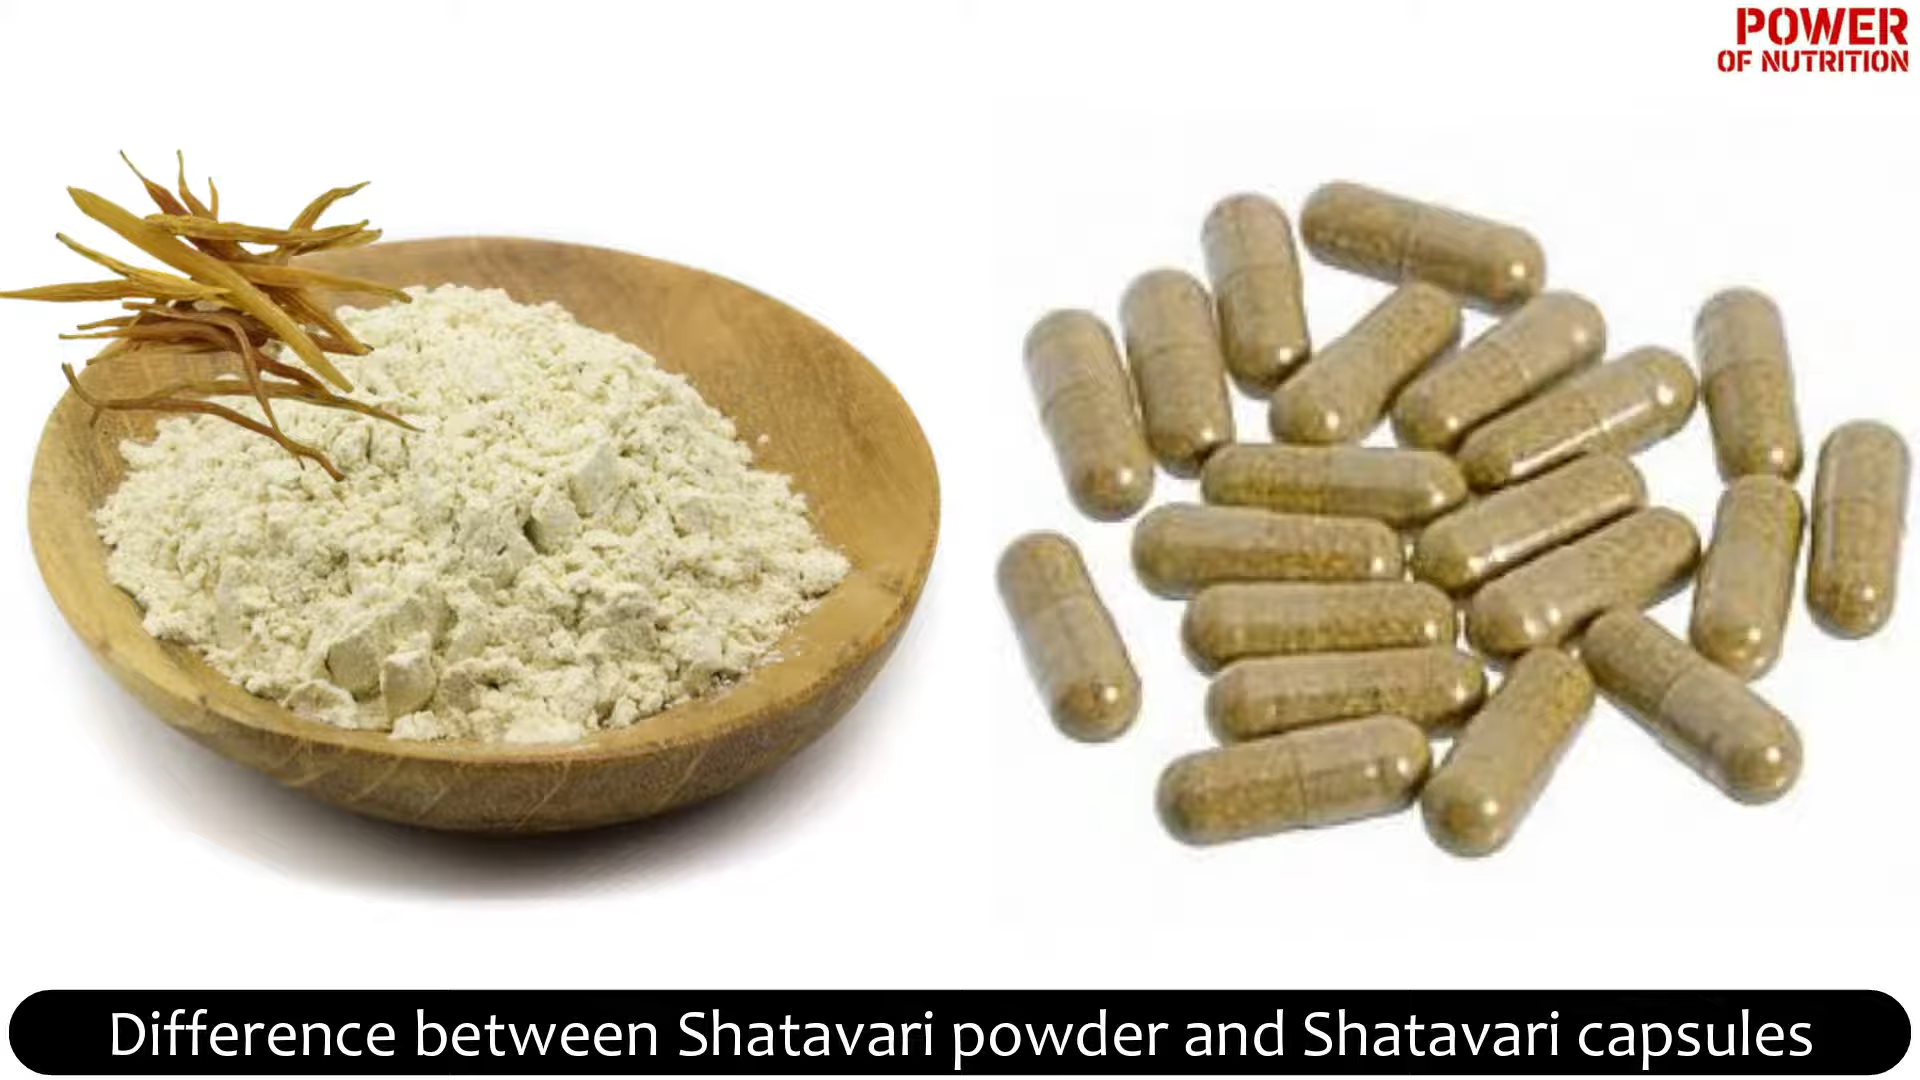 POWER
OF NUTRITION
Difference between Shatavari powder and Shatavari capsules